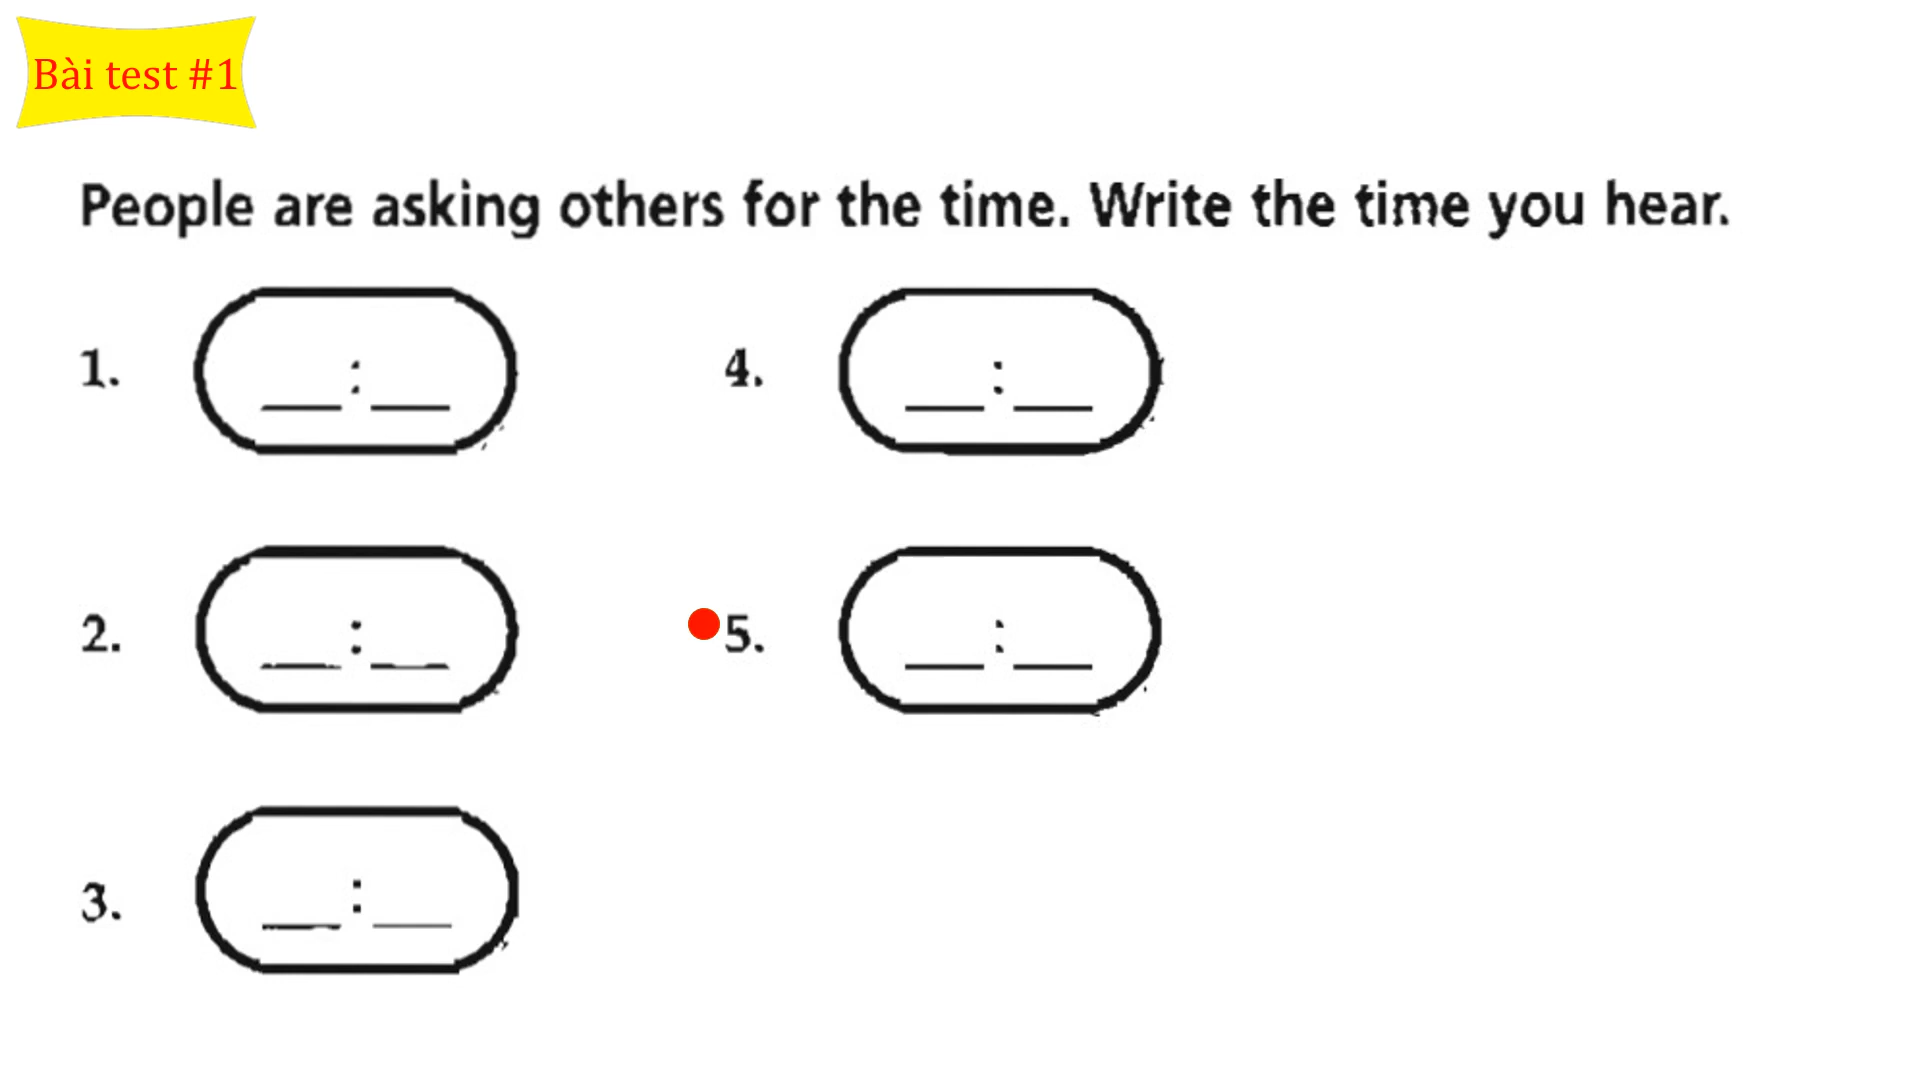 Bài test #1
People are asking others for the time. Write the time you hear.
1. __ : __
4. __ : __
2. __ : __
5. __ : __
3. __ : __